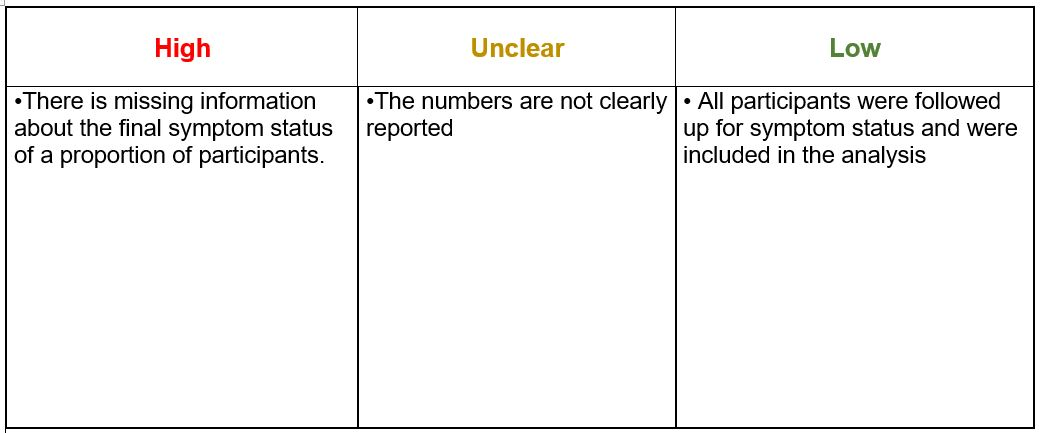 High
Unclear
Low
•There is missing information
about the final symptom status
of a proportion of participants.
•The numbers are not clearly
reported
• All participants were followed
up for symptom status and were
included in the analysis